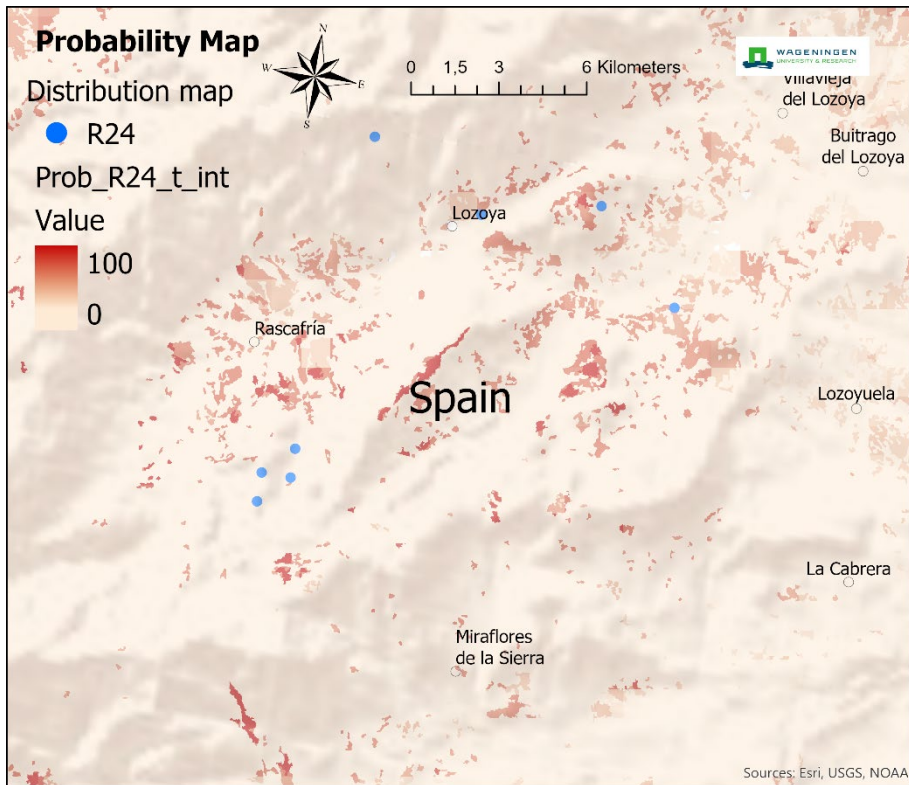 Probability Map
Distribution map
R24
Prob_R24_t_int
Value
100
0
N
W
E
S
0 1,5 3 6 Kilometers
WAGENINGEN
UNIVERSITY & RESEARCH
Villavieja
del Lozoya
Buitrago
del Lozoya
Lozoya
Rascafría
Spain
Lozoyuela
La Cabrera
Miraflores
de la Sierra
Sources: Esri, USGS, NOAA